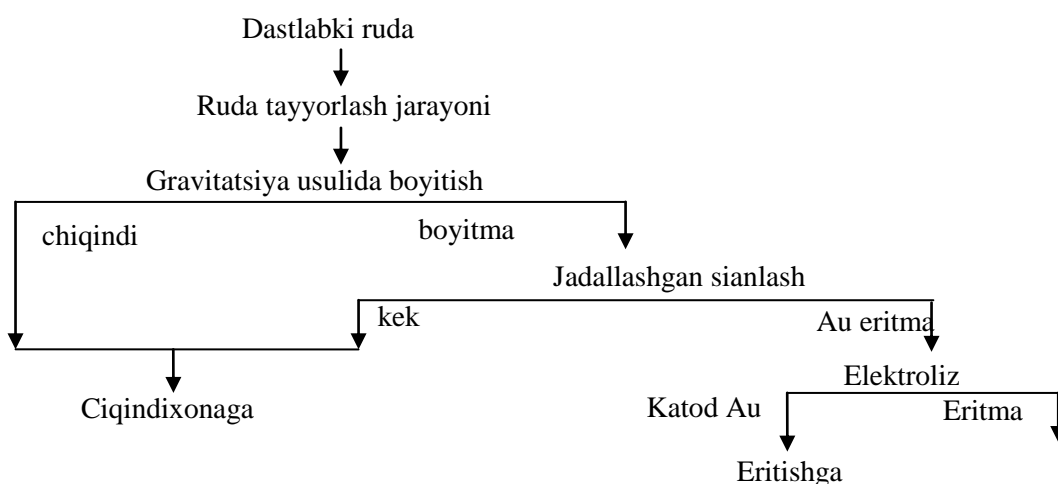 Dastlabki ruda
Ruda tayyorlash jarayoni
Gravitatsiya usulida boyitish
chiqindi
boyitma
Jadallashgan sianlash
kek
Au eritma
Elektroliz
Ciqindixonaga
Katod Au
Eritma
Eritishga